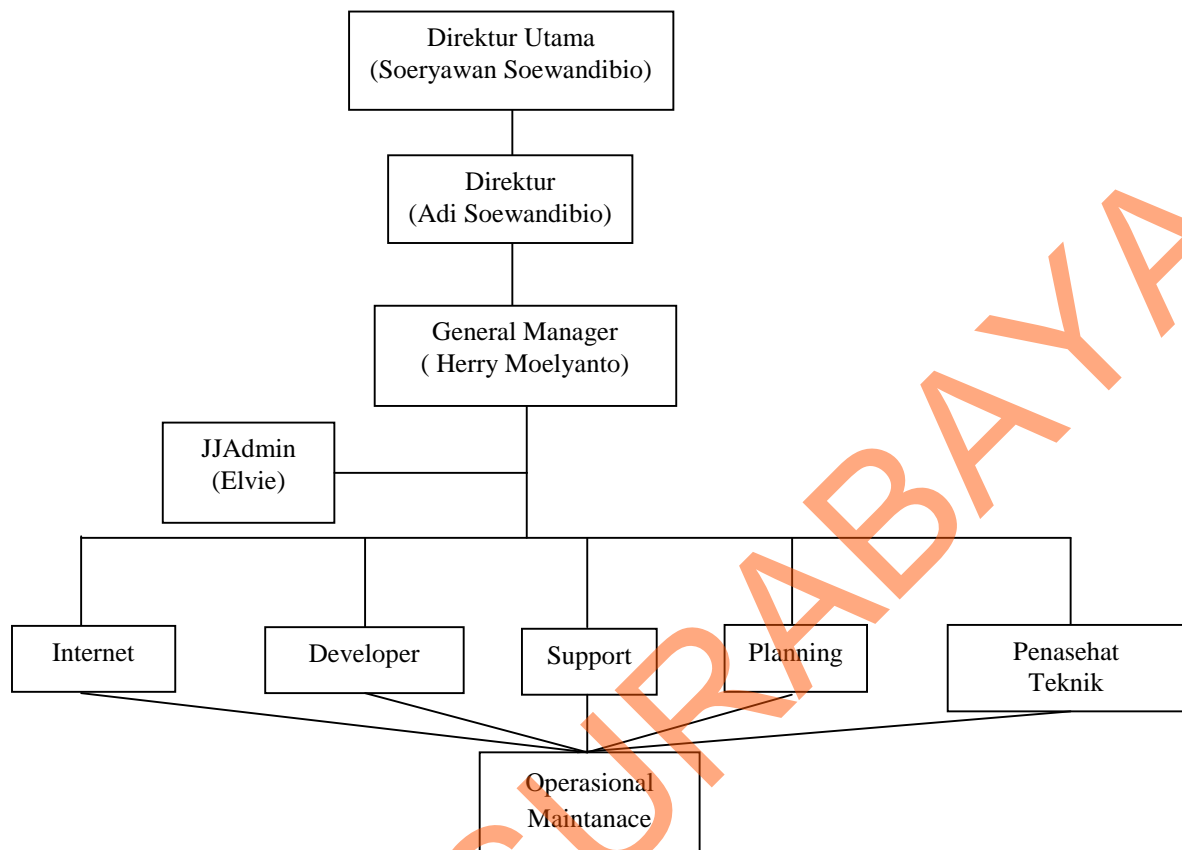 Direktur Utama
(Soeryawan Soewandibio)
Direktur
(Adi Soewandibio)
General Manager
( Herry Moelyanto)
JJAdmin
(Elvie)
Internet
Developer
Support
Planning
Penasehat
Teknik
Operasional
Maintanace
SURABAYA